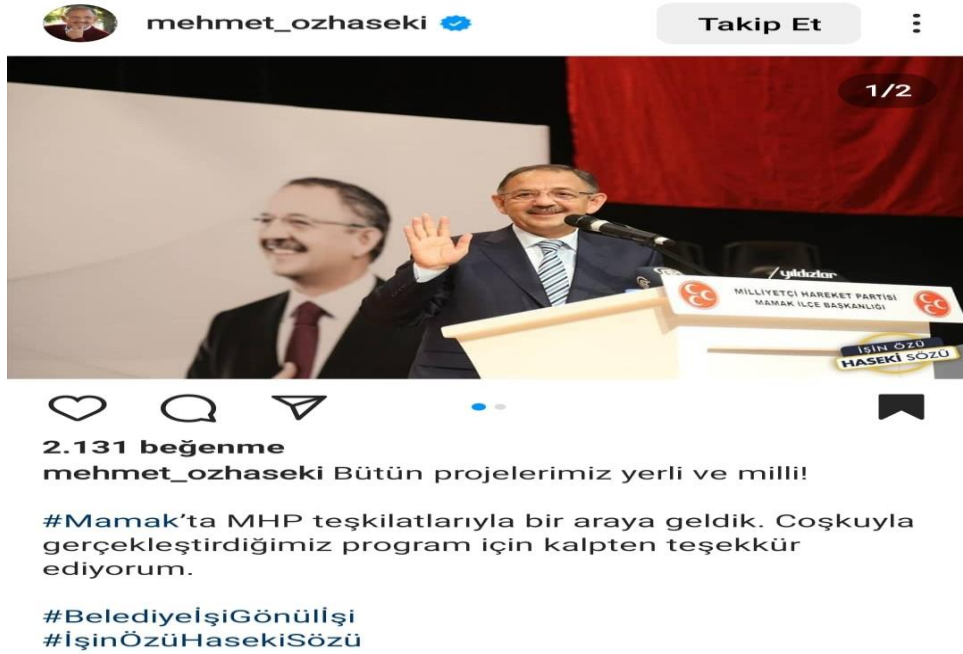 mehmet_ozhaseki
Takip Et
1/2
yıldızlar
MİLLİYETÇİ HAREKET PARTİSİ
MAMAK İLÇE BAŞKANLIĞI
İŞİN ÖZÜ
HASEKİ SÖZÜ
2.131 beğenme
mehmet_ozhaseki Bütün projelerimiz yerli ve milli!
#Mamak’ta MHP teşkilatlarıyla bir araya geldik. Coşkuyla
gerçekleştirdiğimiz program için kalpten teşekkür
ediyorum.
#BelediyeİşiGönülİşi
#İşinÖzüHasekiSözü